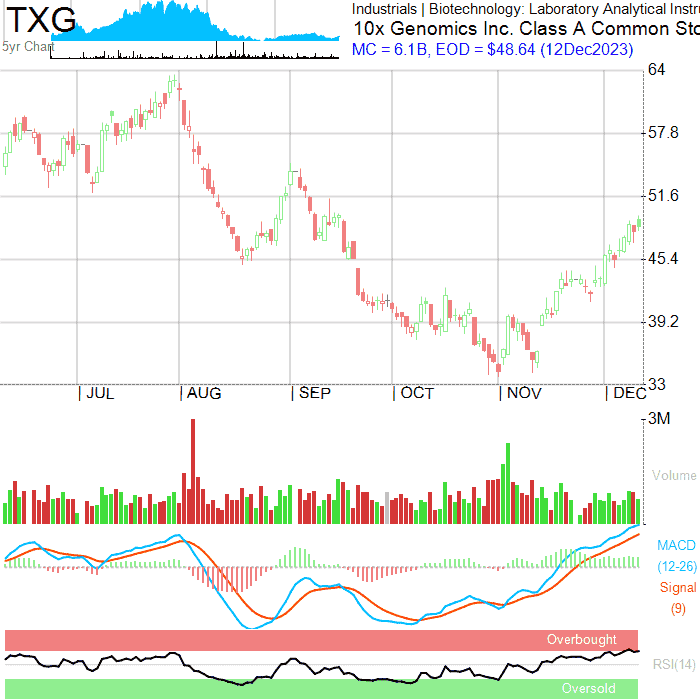 TXG
5yr Chart
Industrials | Biotechnology: Laboratory Analytical Instru
10x Genomics Inc. Class A Common Sto
MC = 6.1B, EOD = $48.64 (12Dec2023)
64
57.8
51.6
45.4
39.2
33
JUL AUG SEP OCT NOV DEC
3M
Volume
MACD
(12-26)
Signal
(9)
Overbought
RSI(14)
Oversold